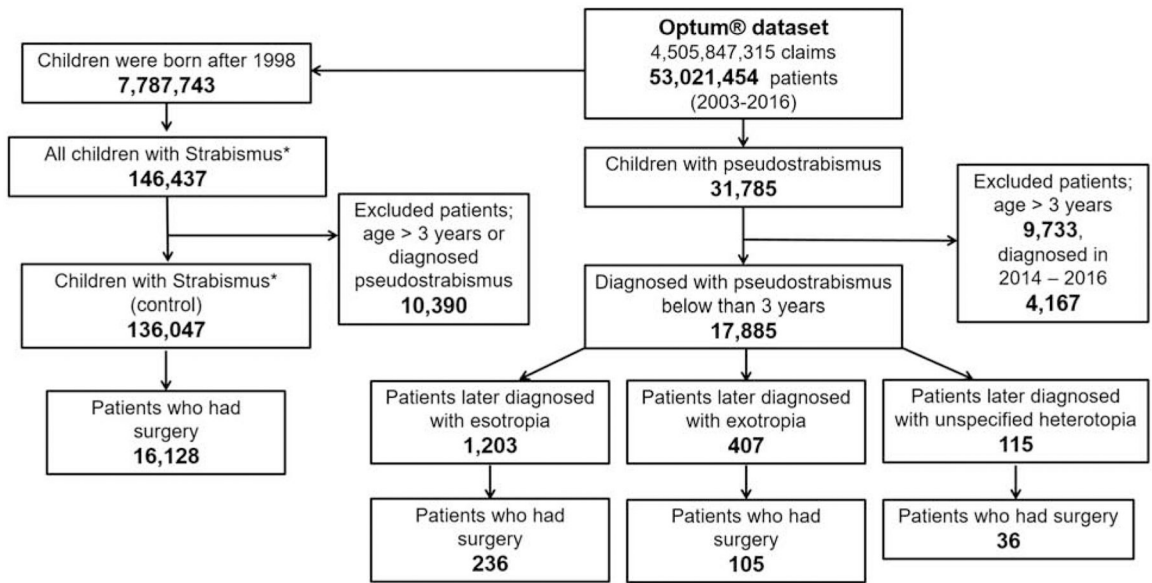 Optum® dataset
4,505,847,315 claims
53,021,454 patients
(2003-2016)
Children were born after 1998
7,787,743
All children with Strabismus*
146,437
Excluded patients;
age > 3 years or
diagnosed
pseudostrabismus
10,390
Children with Strabismus*
(control)
136,047
Patients who had
surgery
16,128
Children with pseudostrabismus
31,785
Excluded patients;
age > 3 years
9,733,
diagnosed in
2014 – 2016
4,167
Diagnosed with pseudostrabismus
below than 3 years
17,885
Patients later diagnosed
with esotropia
1,203
Patients later diagnosed
with exotropia
407
Patients later diagnosed
with unspecified heterotopia
115
Patients who had
surgery
236
Patients who had
surgery
105
Patients who had surgery
36